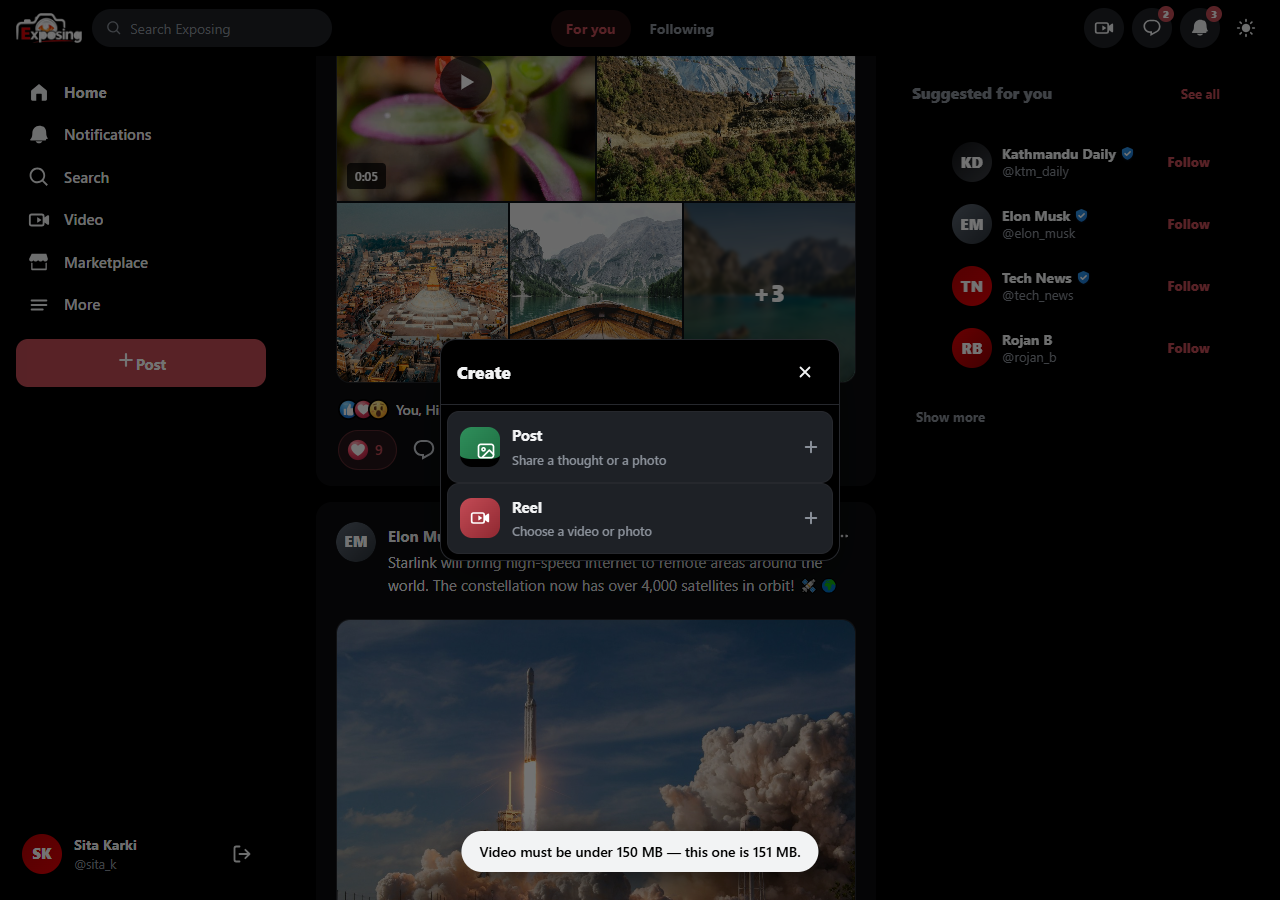 Exposing
Search Exposing
For you
Following
2
3
Home
Notifications
Search
Video
Marketplace
More
Post
Sita Karki
@sita_k
SK
0:05
+3
You, Hi
9
Create
Post
Share a thought or a photo
Reel
Choose a video or photo
EM
Elon Mu
Starlink will bring high-speed internet to remote areas around the
world. The constellation now has over 4,000 satellites in orbit! 🛰️ 🌍
Video must be under 150 MB — this one is 151 MB.
Suggested for you
See all
KD
Kathmandu Daily
@ktm_daily
Follow
EM
Elon Musk
@elon_musk
Follow
TN
Tech News
@tech_news
Follow
RB
Rojan B
@rojan_b
Follow
Show more